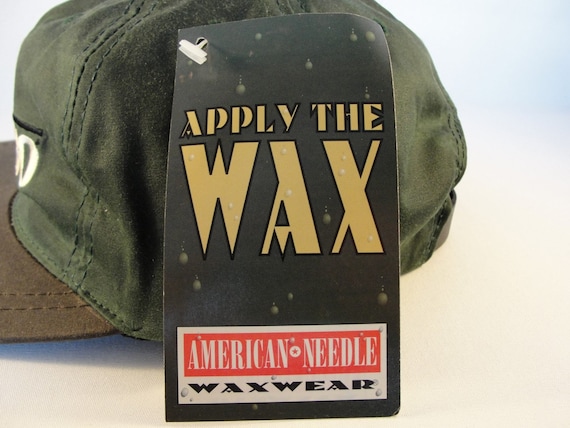 APPLY THE
WAX
AMERICAN NEEDLE
WAXWEAR